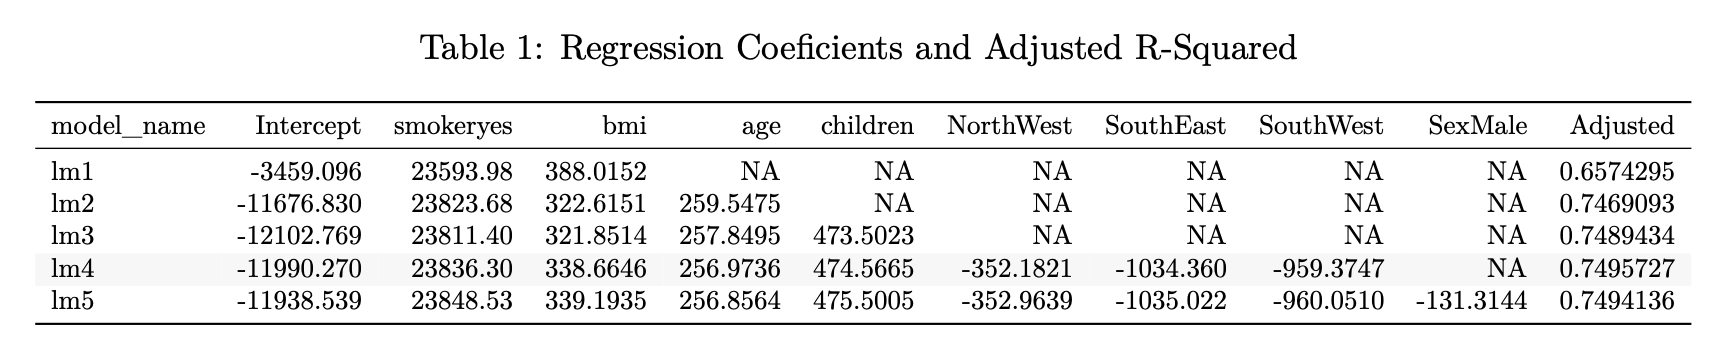 Table 1: Regression Coeficients and Adjusted R-Squared
model_name Intercept smokeryes bmi age children NorthWest SouthEast SouthWest SexMale Adjusted
lm1 -3459.096 23593.98 388.0152 NA NA NA NA NA NA 0.6574295
lm2 -11676.830 23823.68 322.6151 259.5475 NA NA NA NA NA 0.7469093
lm3 -12102.769 23811.40 321.8514 257.8495 473.5023 NA NA NA NA 0.7489434
lm4 -11990.270 23836.30 338.6646 256.9736 474.5665 -352.1821 -1034.360 -959.3747 NA 0.7495727
lm5 -11938.539 23848.53 339.1935 256.8564 475.5005 -352.9639 -1035.022 -960.0510 -131.3144 0.7494136